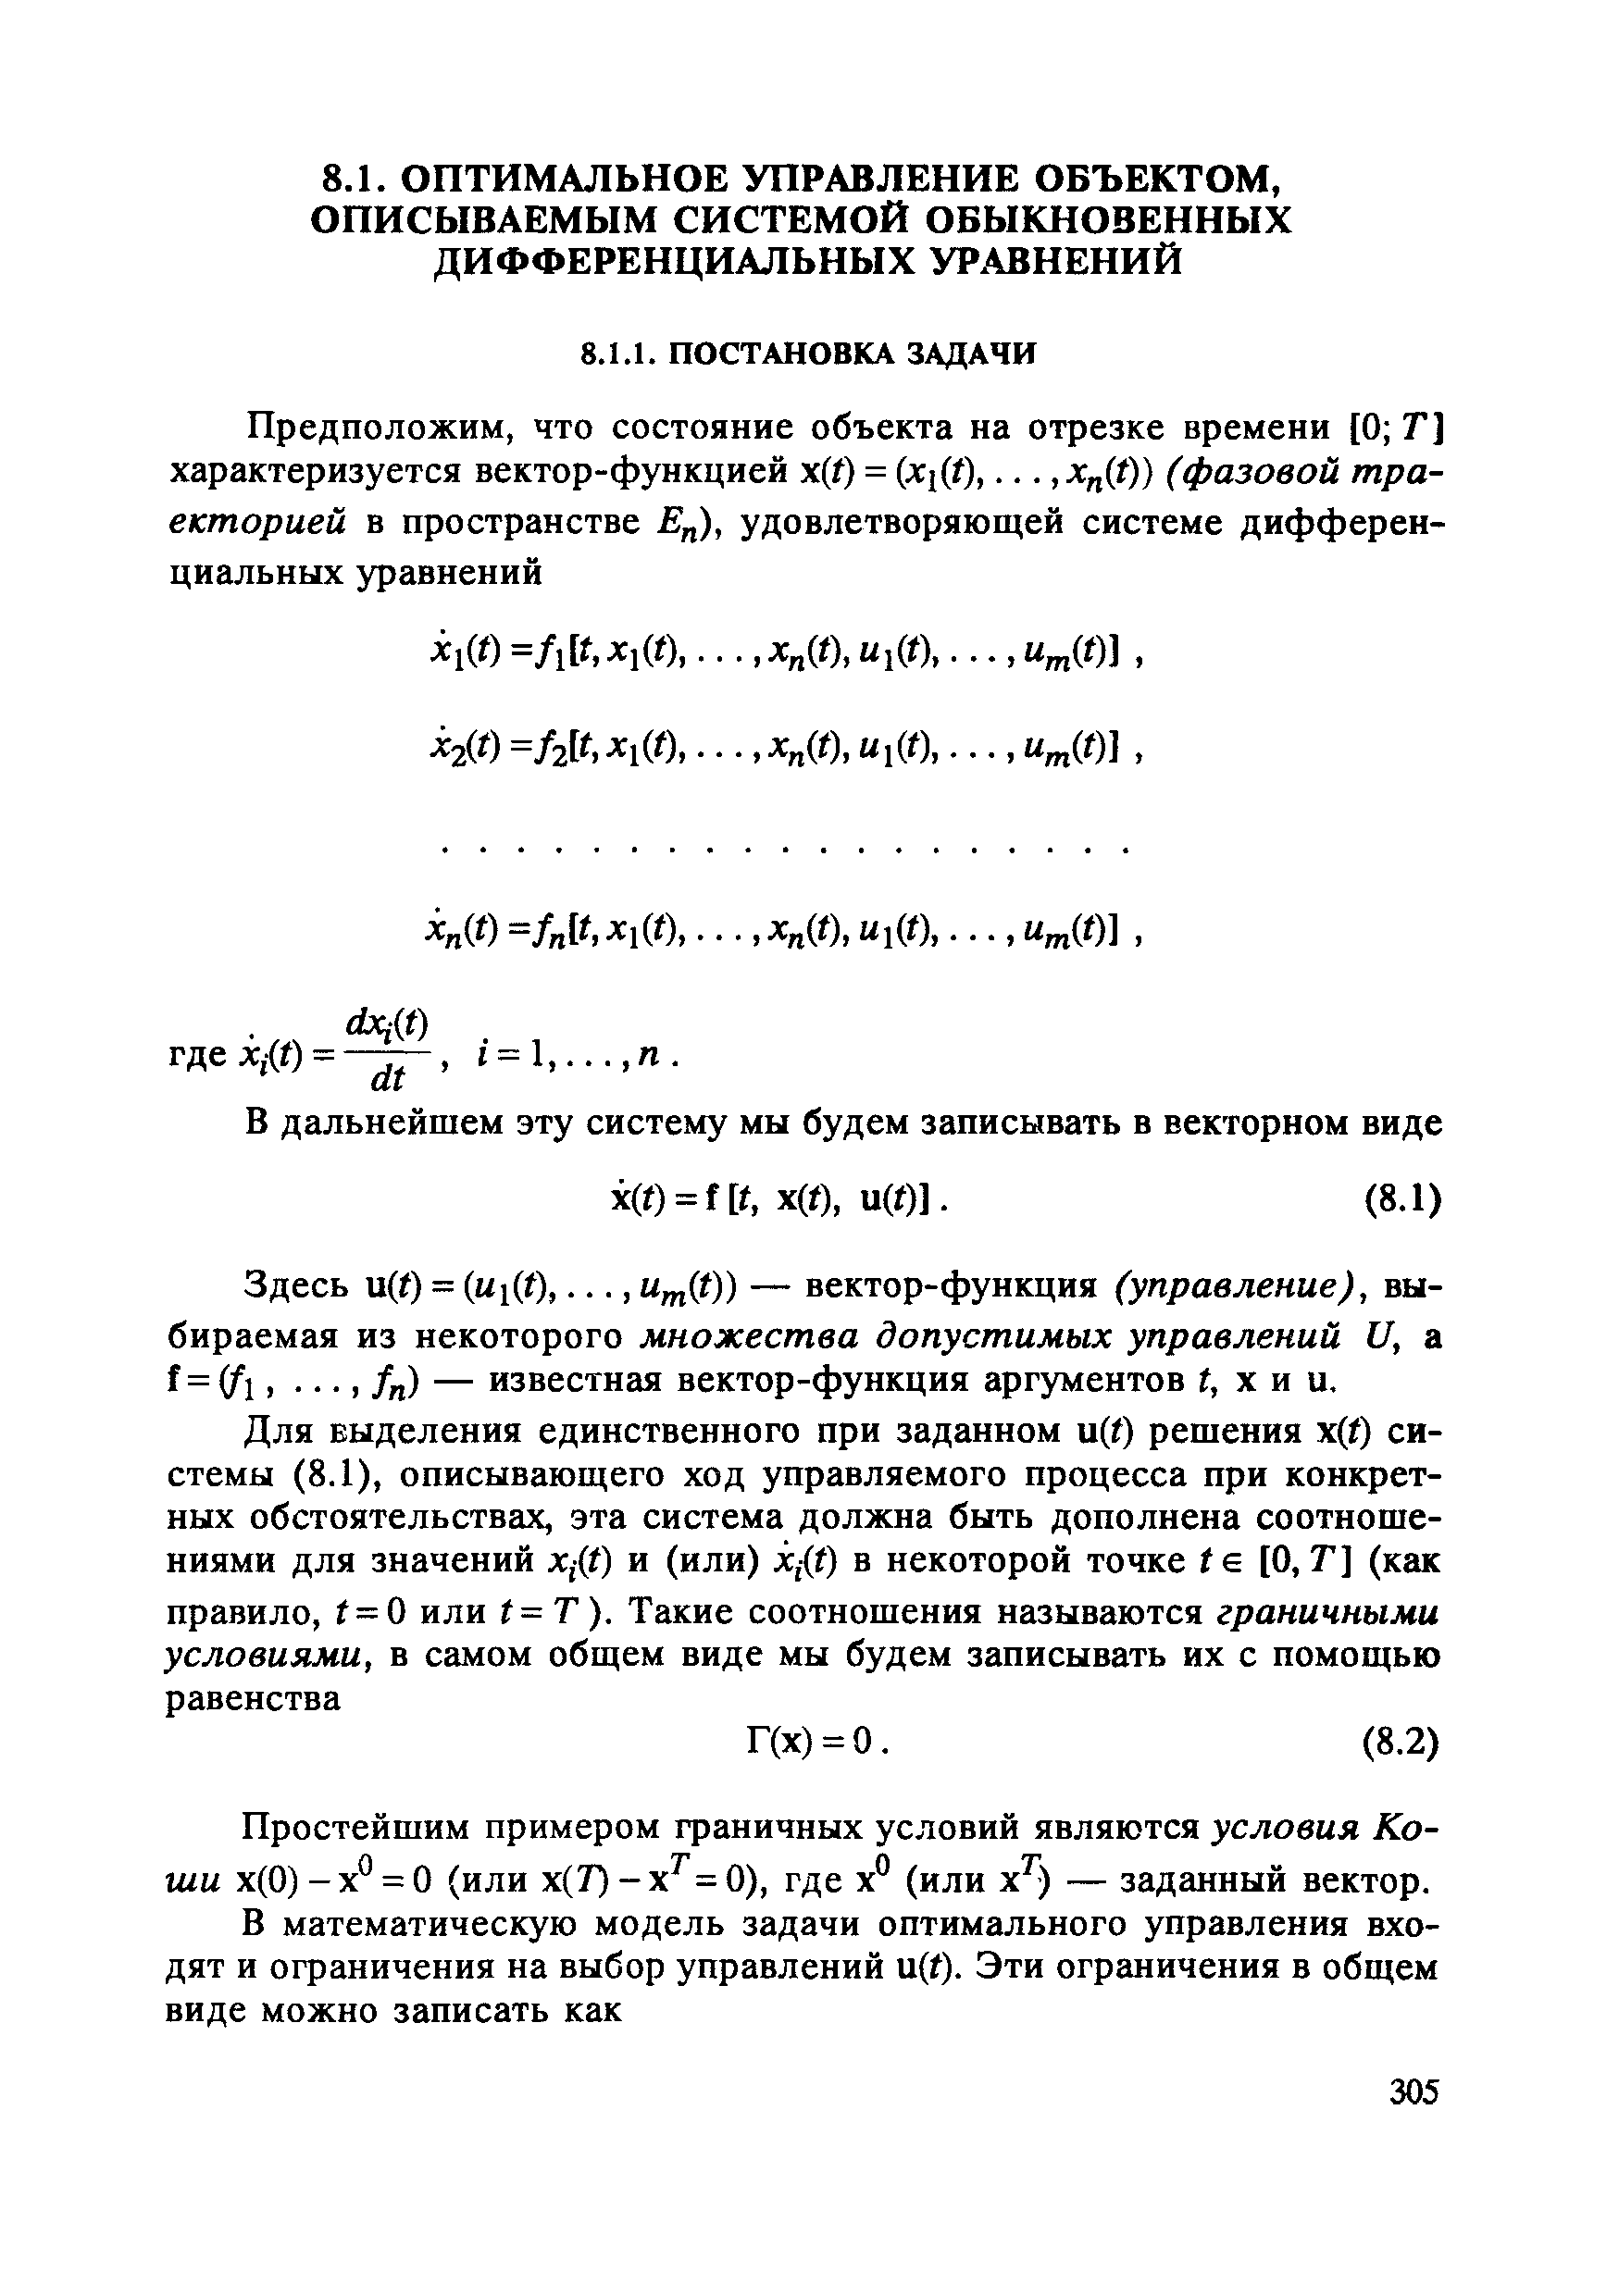 8.1. ОПТИМАЛЬНОЕ УПРАВЛЕНИЕ ОБЪЕКТОМ,
ОПИСЫВАЕМЫМ СИСТЕМОЙ ОБЫКНОВЕННЫХ
ДИФФЕРЕНЦИАЛЬНЫХ УРАВНЕНИЙ
8.1.1. ПОСТАНОВКА ЗАДАЧИ
Предположим, что состояние объекта на отрезке времени [0; T]
характеризуется вектор-функцией x(t) = (x₁(t), . . . , xₙ(t)) (фазовой тра-
екторией в пространстве Eₙ), удовлетворяющей системе дифферен-
циальных уравнений
ẋ₁(t) = f₁[t, x₁(t), . . . , xₙ(t), u₁(t), . . . , uₘ(t)] ,
ẋ₂(t) = f₂[t, x₁(t), . . . , xₙ(t), u₁(t), . . . , uₘ(t)] ,
. . . . . . . . . . . . . . . . . . .
ẋₙ(t) = fₙ[t, x₁(t), . . . , xₙ(t), u₁(t), . . . , uₘ(t)] ,
где ẋᵢ(t) = dxᵢ(t)/dt , i = 1, . . . , n .
В дальнейшем эту систему мы будем записывать в векторном виде
ẋ(t) = f [t, x(t), u(t)] . (8.1)
Здесь u(t) = (u₁(t), . . . , uₘ(t)) — вектор-функция (управление), вы-
бираемая из некоторого множества допустимых управлений U, а
f = (f₁ , . . . , fₙ) — известная вектор-функция аргументов t, x и u.
Для выделения единственного при заданном u(t) решения x(t) си-
стемы (8.1), описывающего ход управляемого процесса при конкрет-
ных обстоятельствах, эта система должна быть дополнена соотноше-
ниями для значений xᵢ(t) и (или) ẋᵢ(t) в некоторой точке t ∈ [0, T] (как
правило, t = 0 или t = T ). Такие соотношения называются граничными
условиями, в самом общем виде мы будем записывать их с помощью
равенства
Γ(x) = 0 . (8.2)
Простейшим примером граничных условий являются условия Ко-
ши x(0) – x⁰ = 0 (или x(T) – xᵀ = 0), где x⁰ (или xᵀ) — заданный вектор.
В математическую модель задачи оптимального управления вхо-
дят и ограничения на выбор управлений u(t). Эти ограничения в общем
виде можно записать как
305